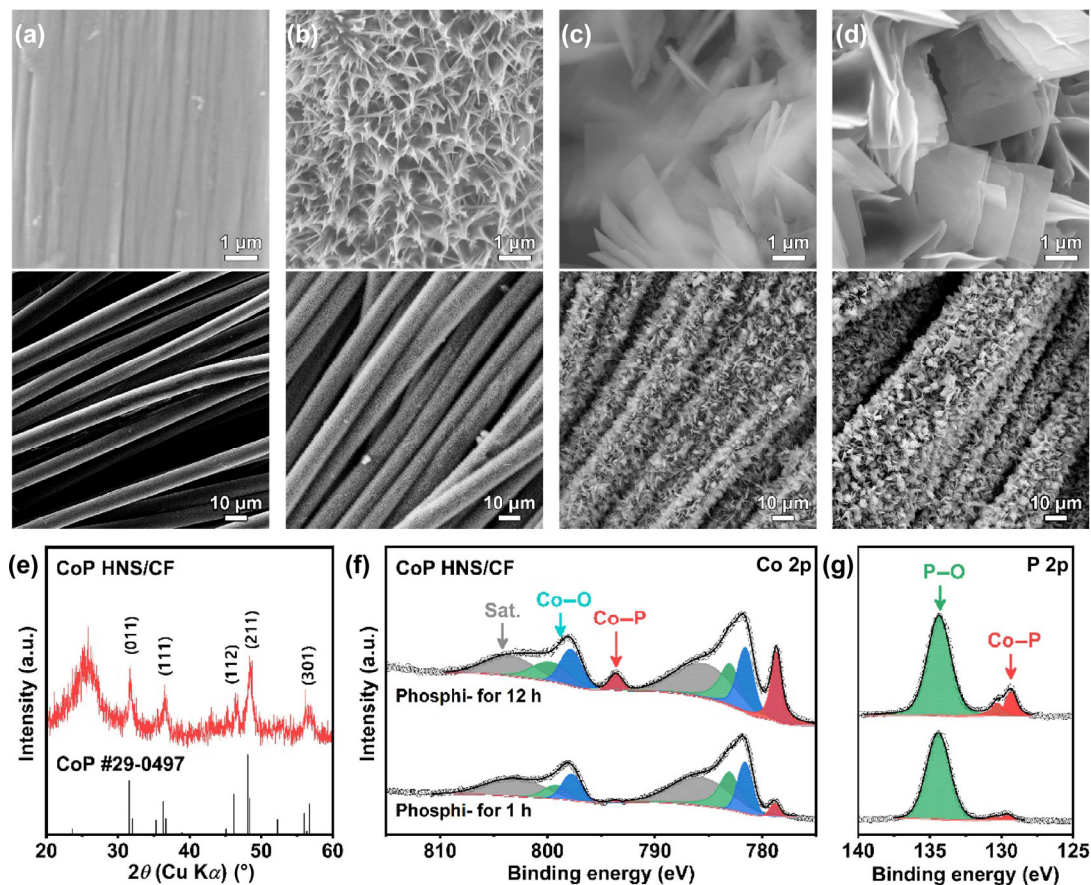 (a)
1 μm
(b)
1 μm
(c)
1 μm
(d)
1 μm
10 μm
10 μm
10 μm
10 μm
(e)
CoP HNS/CF
(011)
(111)
(112)
(211)
(301)
CoP #29-0497
Intensity (a.u.)
20 30 40 50 60
2θ (Cu Kα) (°)
(f)
CoP HNS/CF
Co 2p
Sat.
Co–O
Co–P
Phosphi- for 12 h
Phosphi- for 1 h
Intensity (a.u.)
810 800 790 780
Binding energy (eV)
(g)
P 2p
P–O
Co–P
140 135 130 125
Binding energy (eV)